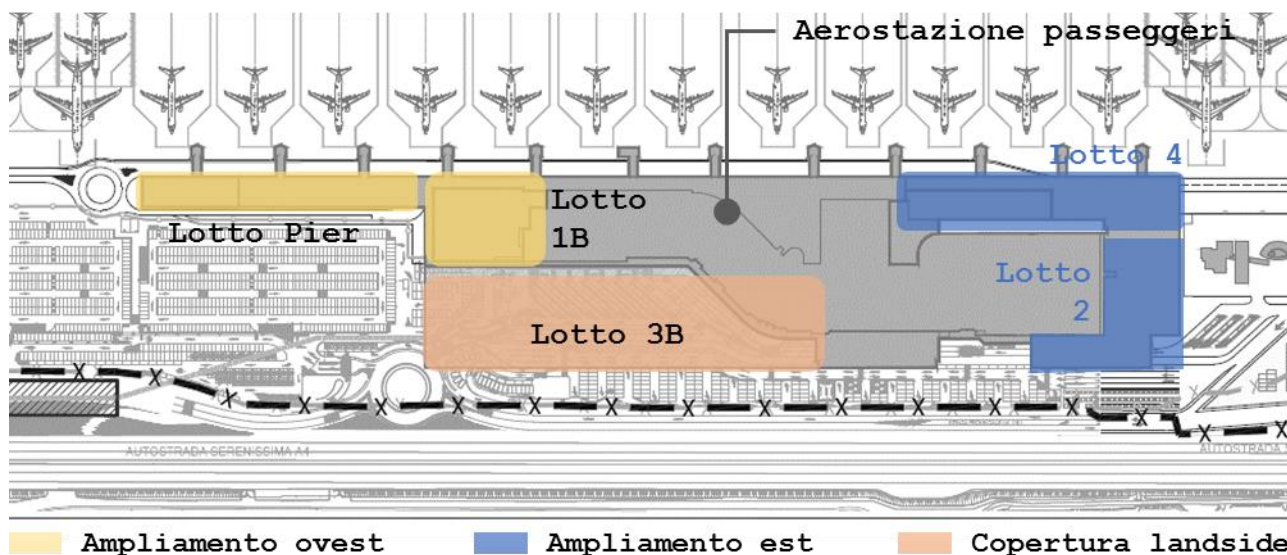 Aerostazione passeggeri
Lotto 4
Lotto
1B
Lotto Pier
Lotto
2
Lotto 3B
AUTOSTRADA SERENISSIMA A4
AUTOSTRADA
Ampliamento ovest
Ampliamento est
Copertura landside